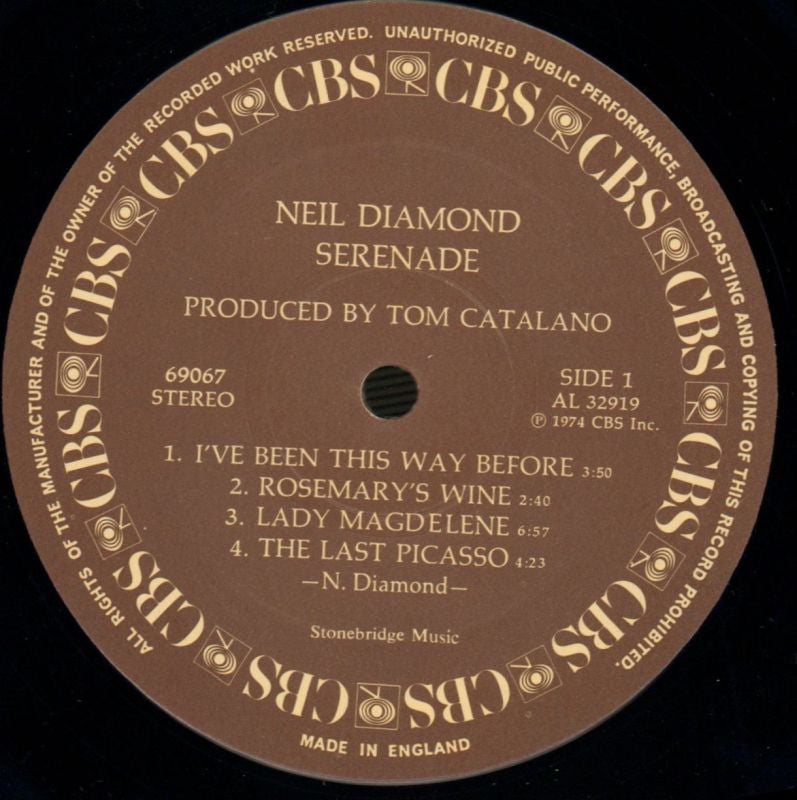 ALL RIGHTS OF THE MANUFACTURER AND OF THE OWNER OF THE RECORDED WORK RESERVED. UNAUTHORIZED PUBLIC PERFORMANCE, BROADCASTING AND COPYING OF THIS RECORD PROHIBITED.
CBS CBS CBS CBS CBS CBS CBS CBS CBS CBS CBS CBS
NEIL DIAMOND
SERENADE
PRODUCED BY TOM CATALANO
69067
STEREO
SIDE 1
AL 32919
℗ 1974 CBS Inc.
1. I'VE BEEN THIS WAY BEFORE 3:50
2. ROSEMARY'S WINE 2:40
3. LADY MAGDELENE 6:57
4. THE LAST PICASSO 4:23
—N. Diamond—
Stonebridge Music
MADE IN ENGLAND